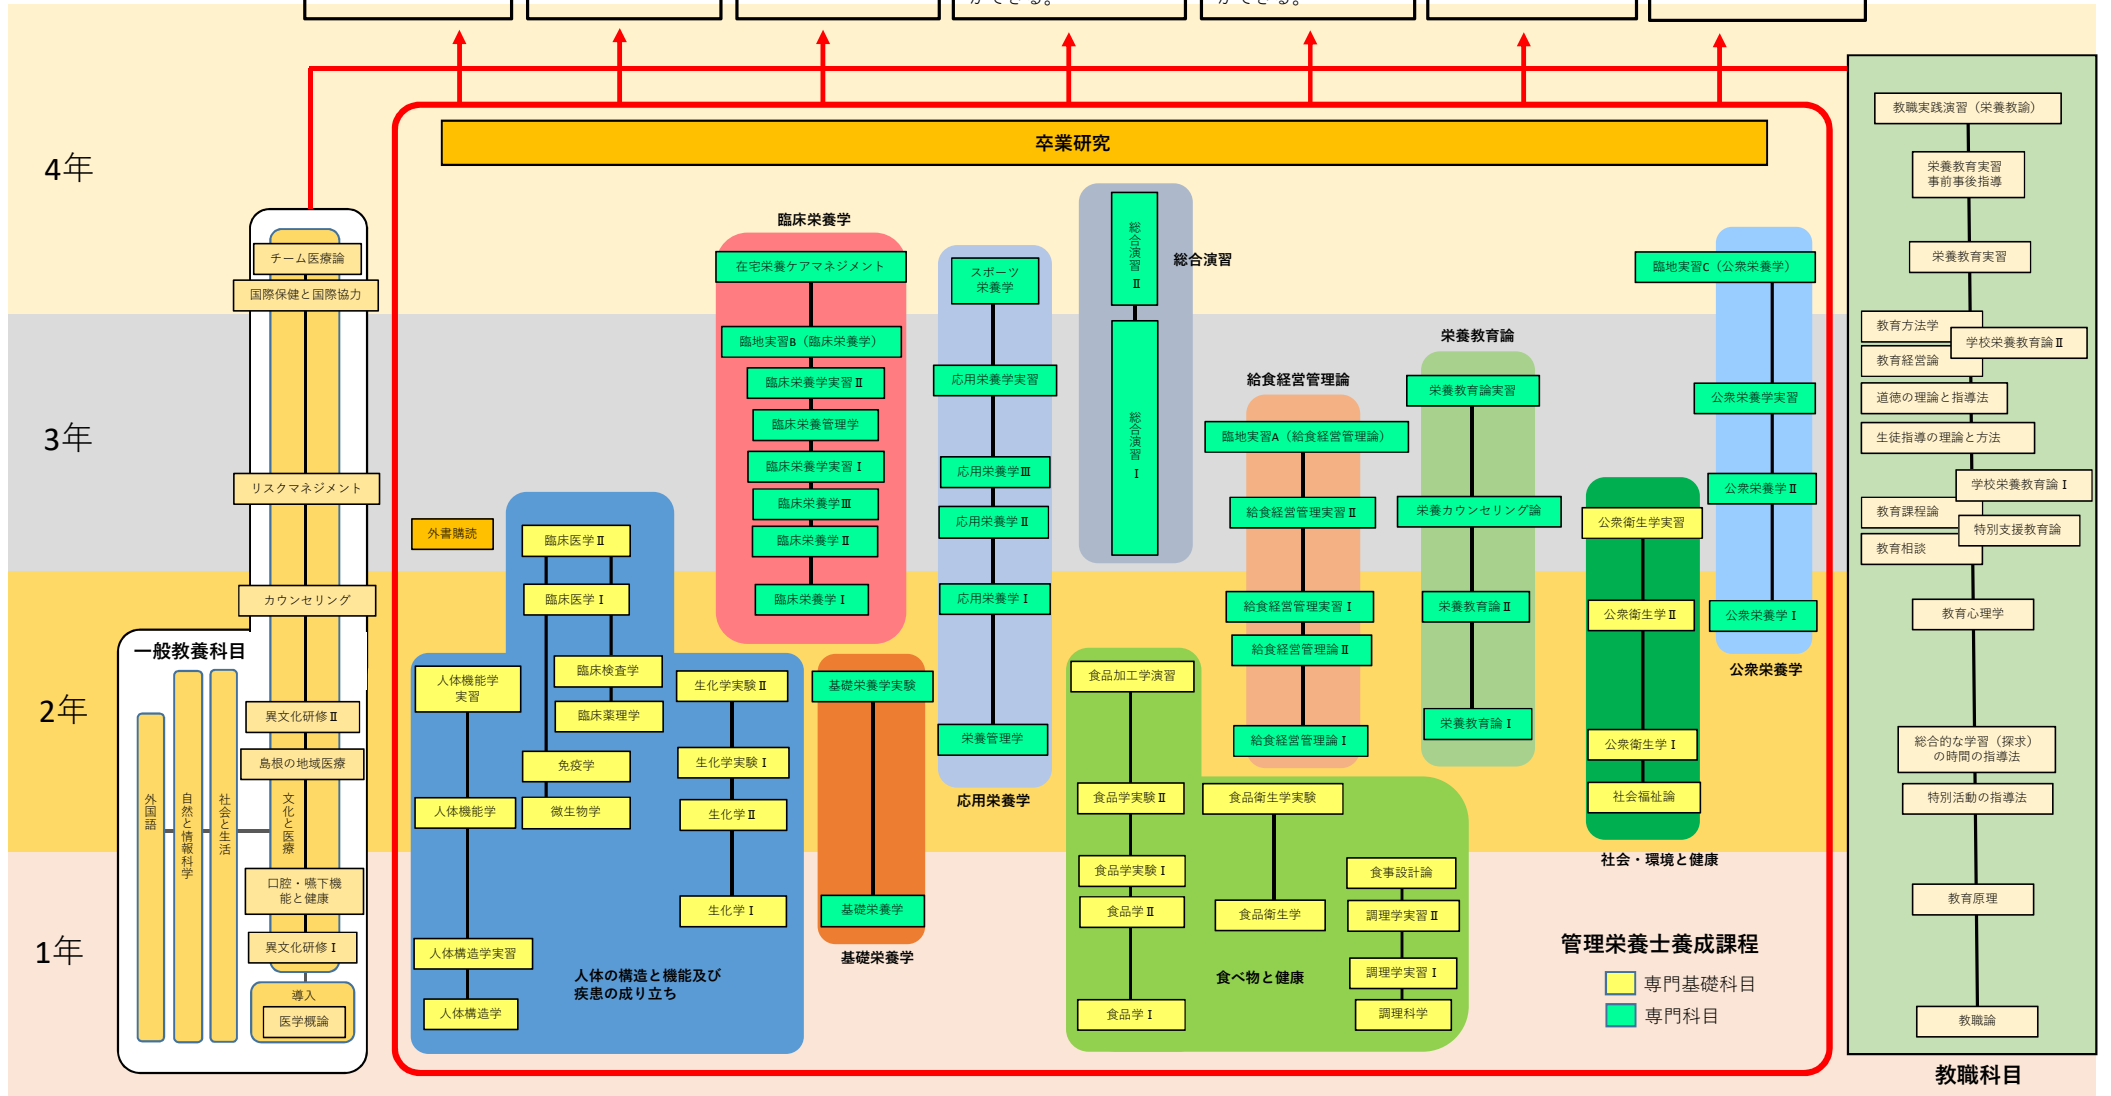 ができる。
ができる。
4年
3年
2年
1年
卒業研究
一般教養科目
チーム医療論
国際保健と国際協力
リスクマネジメント
カウンセリング
異文化研修Ⅱ
島根の地域医療
外国語
自然と情報科学
社会と生活
文化と医療
口腔・嚥下機
能と健康
異文化研修Ⅰ
導入
医学概論
外書購読
臨床医学Ⅱ
臨床医学Ⅰ
人体機能学
実習
臨床検査学
臨床薬理学
生化学実験Ⅱ
免疫学
生化学実験Ⅰ
人体機能学
微生物学
生化学Ⅱ
生化学Ⅰ
人体構造学実習
人体構造学
人体の構造と機能及び
疾患の成り立ち
臨床栄養学
在宅栄養ケアマネジメント
臨地実習B（臨床栄養学）
臨床栄養学実習Ⅱ
臨床栄養管理学
臨床栄養学実習Ⅰ
臨床栄養学Ⅲ
臨床栄養学Ⅱ
臨床栄養学Ⅰ
基礎栄養学実験
基礎栄養学
基礎栄養学
スポーツ
栄養学
応用栄養学実習
応用栄養学Ⅲ
応用栄養学Ⅱ
応用栄養学Ⅰ
栄養管理学
応用栄養学
総合演習Ⅱ
総合演習
総合演習Ⅰ
食品加工学演習
食品学実験Ⅱ
食品衛生学実験
食品学実験Ⅰ
食品学Ⅱ
食品衛生学
食事設計論
調理学実習Ⅱ
調理学実習Ⅰ
食品学Ⅰ
調理科学
食べ物と健康
給食経営管理論
臨地実習A（給食経営管理論）
給食経営管理実習Ⅱ
給食経営管理実習Ⅰ
給食経営管理論Ⅱ
給食経営管理論Ⅰ
栄養教育論
栄養教育論実習
栄養カウンセリング論
栄養教育論Ⅱ
栄養教育論Ⅰ
公衆衛生学実習
公衆衛生学Ⅱ
公衆衛生学Ⅰ
社会福祉論
社会・環境と健康
臨地実習C（公衆栄養学）
公衆栄養学実習
公衆栄養学Ⅱ
公衆栄養学Ⅰ
公衆栄養学
管理栄養士養成課程
専門基礎科目
専門科目
教職実践演習（栄養教諭）
栄養教育実習
事前事後指導
栄養教育実習
教育方法学
学校栄養教育論Ⅱ
教育経営論
道徳の理論と指導法
生徒指導の理論と方法
学校栄養教育論Ⅰ
教育課程論
特別支援教育論
教育相談
教育心理学
総合的な学習（探求）
の時間の指導法
特別活動の指導法
教育原理
教職論
教職科目